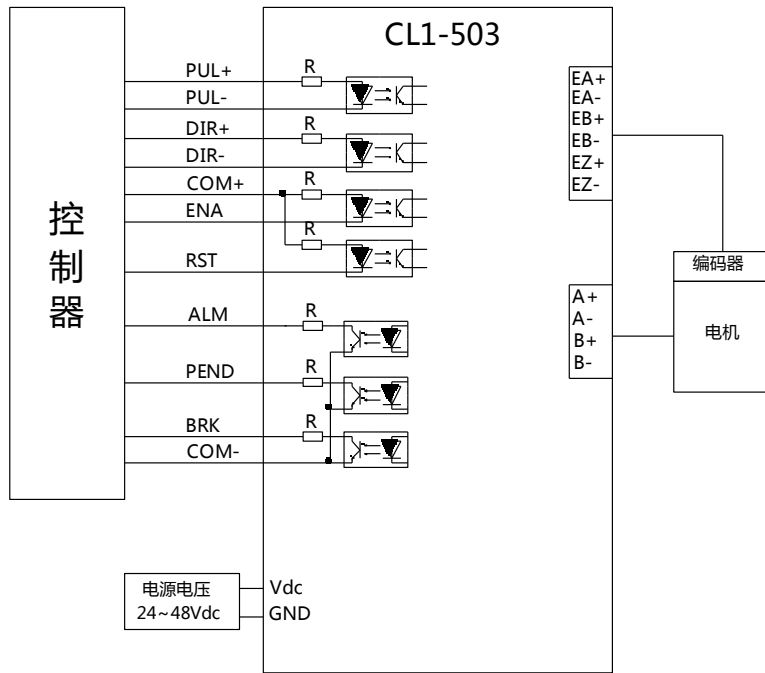 CL1-503
控制器
PUL+
R
PUL-
DIR+
R
DIR-
COM+
R
ENA
R
RST
ALM
R
PEND
R
BRK
R
COM-
EA+
EA-
EB+
EB-
EZ+
EZ-
编码器
电机
A+
A-
B+
B-
电源电压
24~48Vdc
Vdc
GND